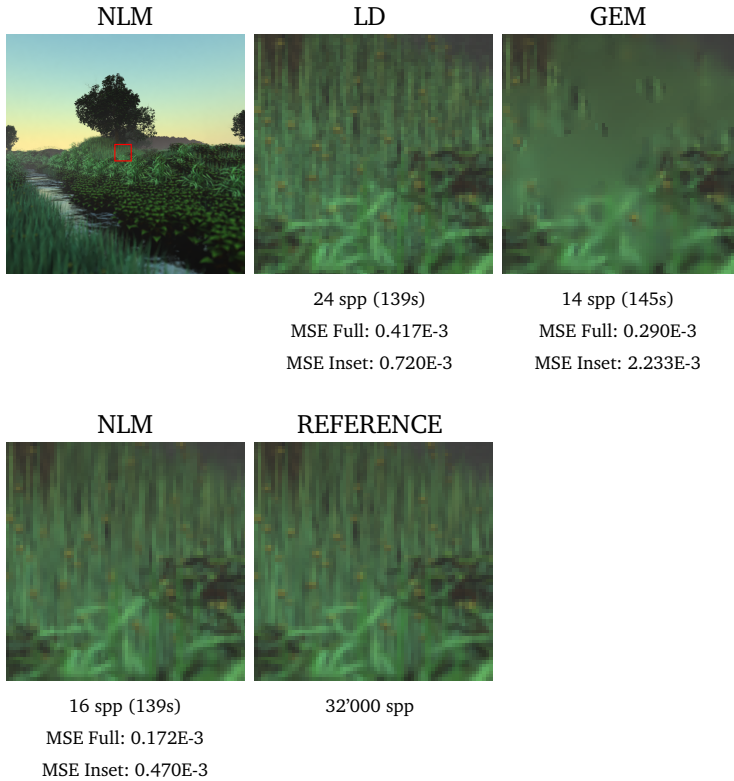 NLM
LD
GEM
24 spp (139s)
14 spp (145s)
MSE Full: 0.417E-3
MSE Full: 0.290E-3
MSE Inset: 0.720E-3
MSE Inset: 2.233E-3
NLM
REFERENCE
16 spp (139s)
32'000 spp
MSE Full: 0.172E-3
MSE Inset: 0.470E-3